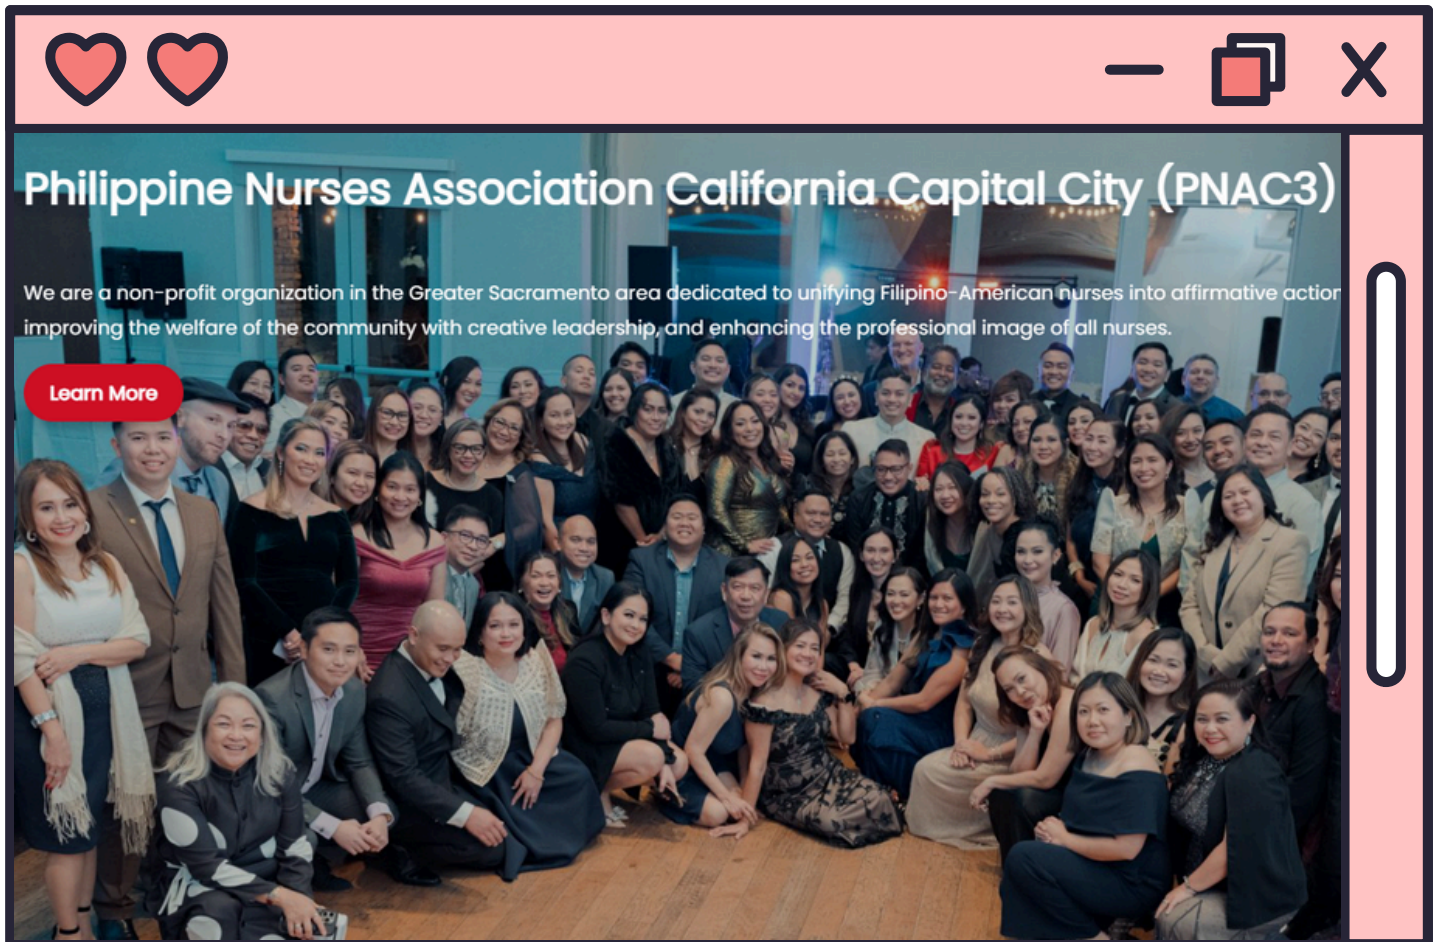 Philippine Nurses Association California Capital City (PNAC3)
We are a non-profit organization in the Greater Sacramento area dedicated to unifying Filipino-American nurses into affirmative action
improving the welfare of the community with creative leadership, and enhancing the professional image of all nurses.
Learn More